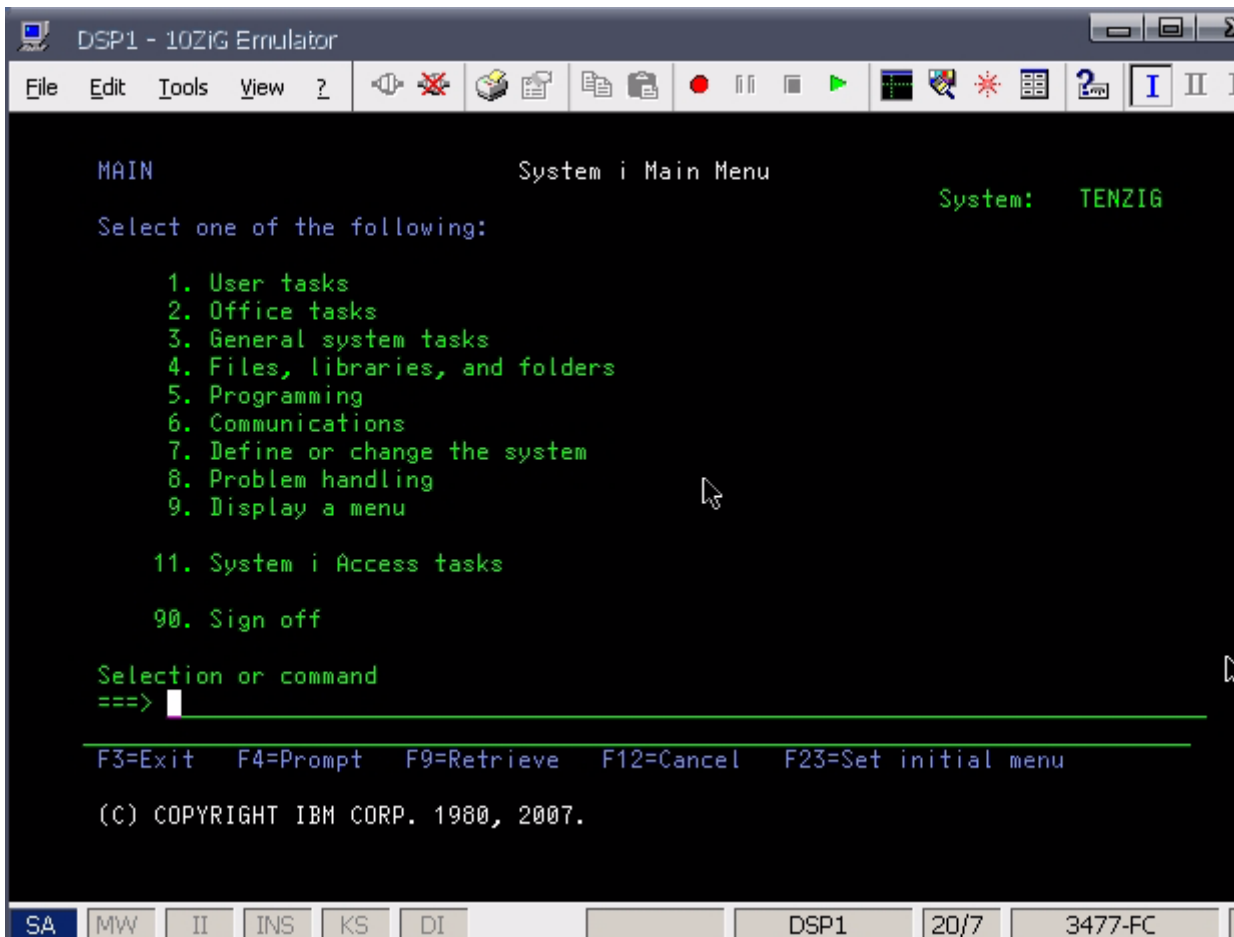 DSP1 - 10ZiG Emulator
File Edit Tools View ?
I II
MAIN System i Main Menu
System: TENZIG
Select one of the following:
1. User tasks
2. Office tasks
3. General system tasks
4. Files, libraries, and folders
5. Programming
6. Communications
7. Define or change the system
8. Problem handling
9. Display a menu
11. System i Access tasks
90. Sign off
Selection or command
===>
F3=Exit F4=Prompt F9=Retrieve F12=Cancel F23=Set initial menu
(C) COPYRIGHT IBM CORP. 1980, 2007.
SA MW II INS KS DI DSP1 20/7 3477-FC